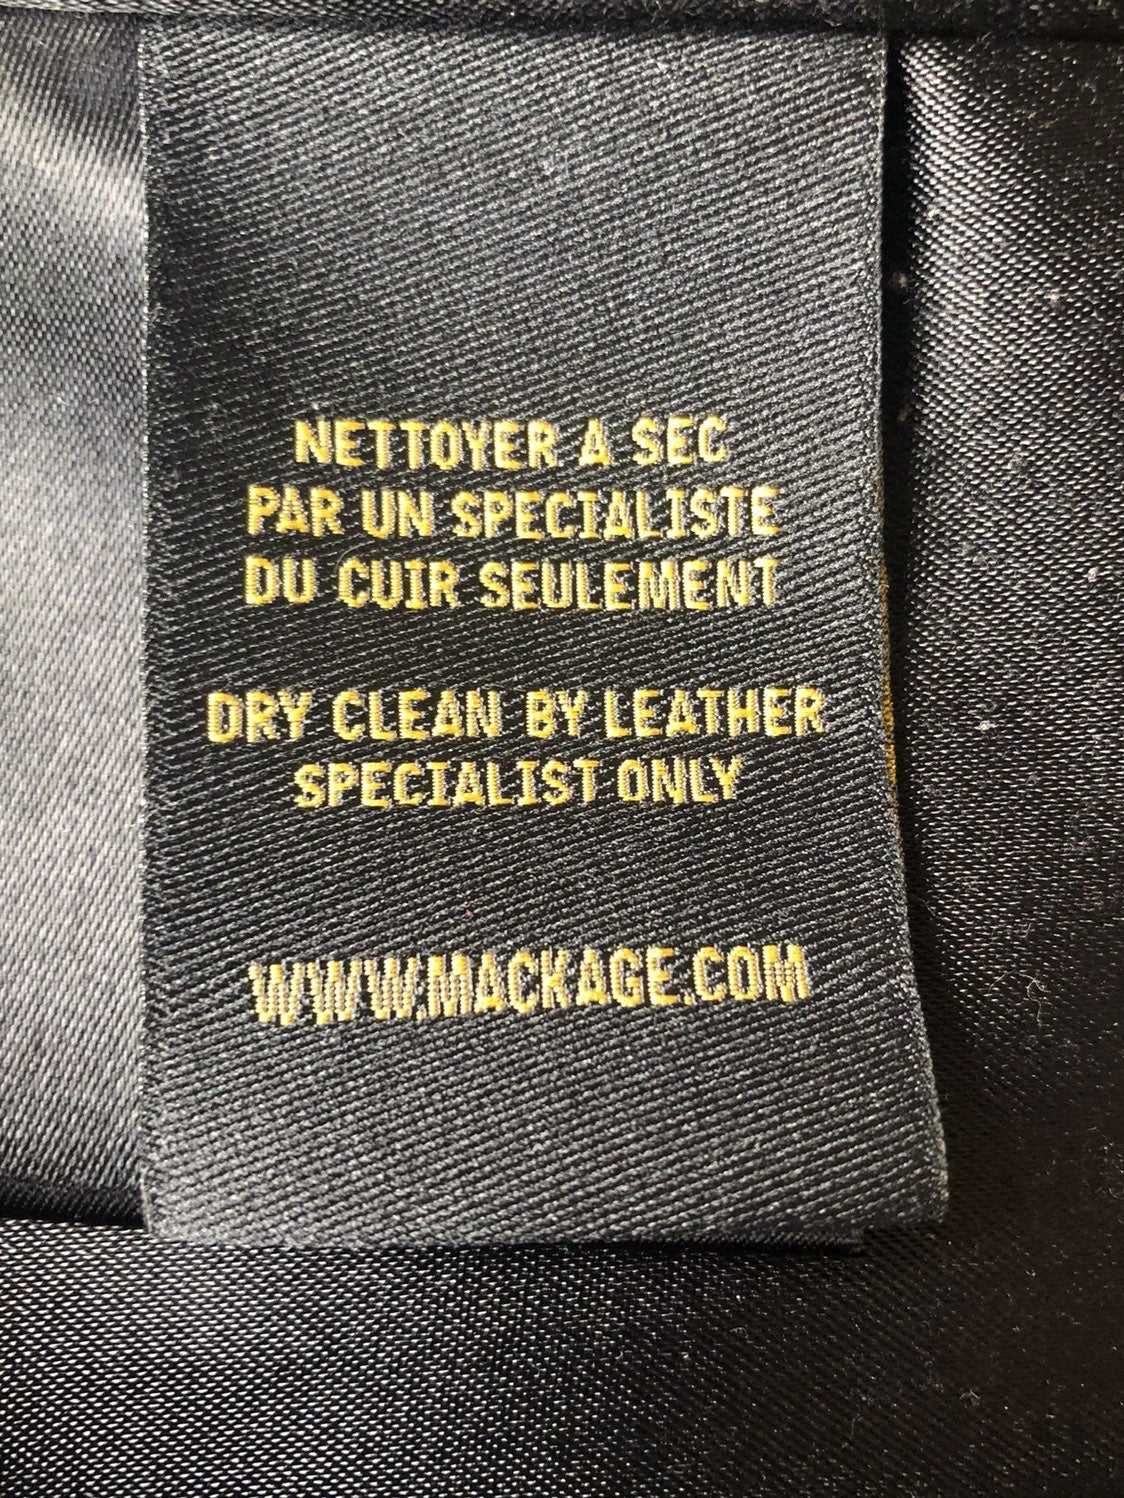 NETTOYER A SEC
PAR UN SPECIALISTE
DU CUIR SEULEMENT
DRY CLEAN BY LEATHER
SPECIALIST ONLY
WWW.MACKAGE.COM